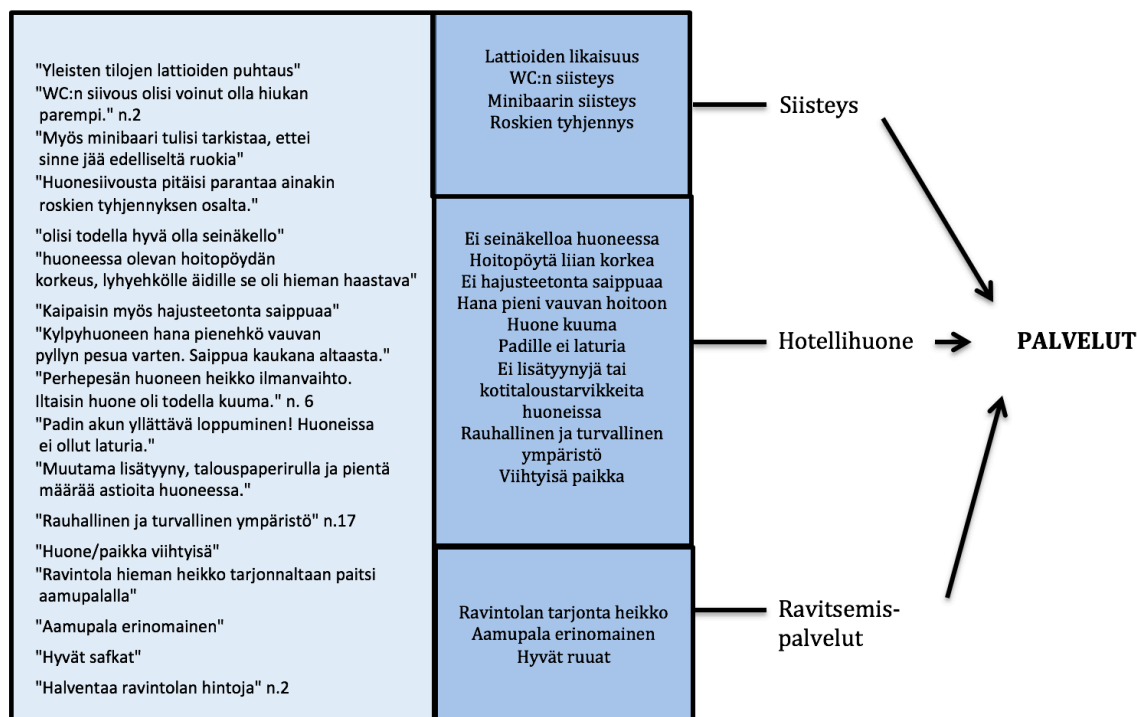 "Yleisten tilojen lattioiden puhtaus"
"WC:n siivous olisi voinut olla hiukan
parempi." n.2
"Myös minibaari tulisi tarkistaa, ettei
sinne jää edelliseltä ruokia"
"Huonesiivousta pitäisi parantaa ainakin
roskien tyhjennyksen osalta."
"olisi todella hyvä olla seinäkello"
"huoneessa olevan hoitopöydän
korkeus, lyhyehkölle äidille se oli hieman haastava"
"Kaipaisin myös hajusteetonta saippuaa"
"Kylpyhuoneen hana pienehkö vauvan
pyllyn pesua varten. Saippua kaukana altaasta."
"Perhepesän huoneen heikko ilmanvaihto.
Iltaisin huone oli todella kuuma." n. 6
"Padin akun yllättävä loppuminen! Huoneissa
ei ollut laturia."
"Muutama lisätyyny, talouspaperirulla ja pientä
määrää astioita huoneessa."
"Rauhallinen ja turvallinen ympäristö" n.17
"Huone/paikka viihtyisä"
"Ravintola hieman heikko tarjonnaltaan paitsi
aamupalalla"
"Aamupala erinomainen"
"Hyvät safkat"
"Halventaa ravintolan hintoja" n.2
Lattioiden likaisuus
WC:n siisteys
Minibaarin siisteys
Roskien tyhjennys
Ei seinäkelloa huoneessa
Hoitopöytä liian korkea
Ei hajusteetonta saippuaa
Hana pieni vauvan hoitoon
Huone kuuma
Padille ei laturia
Ei lisätyynyjä tai
kotitaloustarvikkeita
huoneissa
Rauhallinen ja turvallinen
ympäristö
Viihtyisä paikka
Ravintolan tarjonta heikko
Aamupala erinomainen
Hyvät ruuat
Siisteys
Hotellihuone
Ravitsemis-
palvelut
PALVELUT